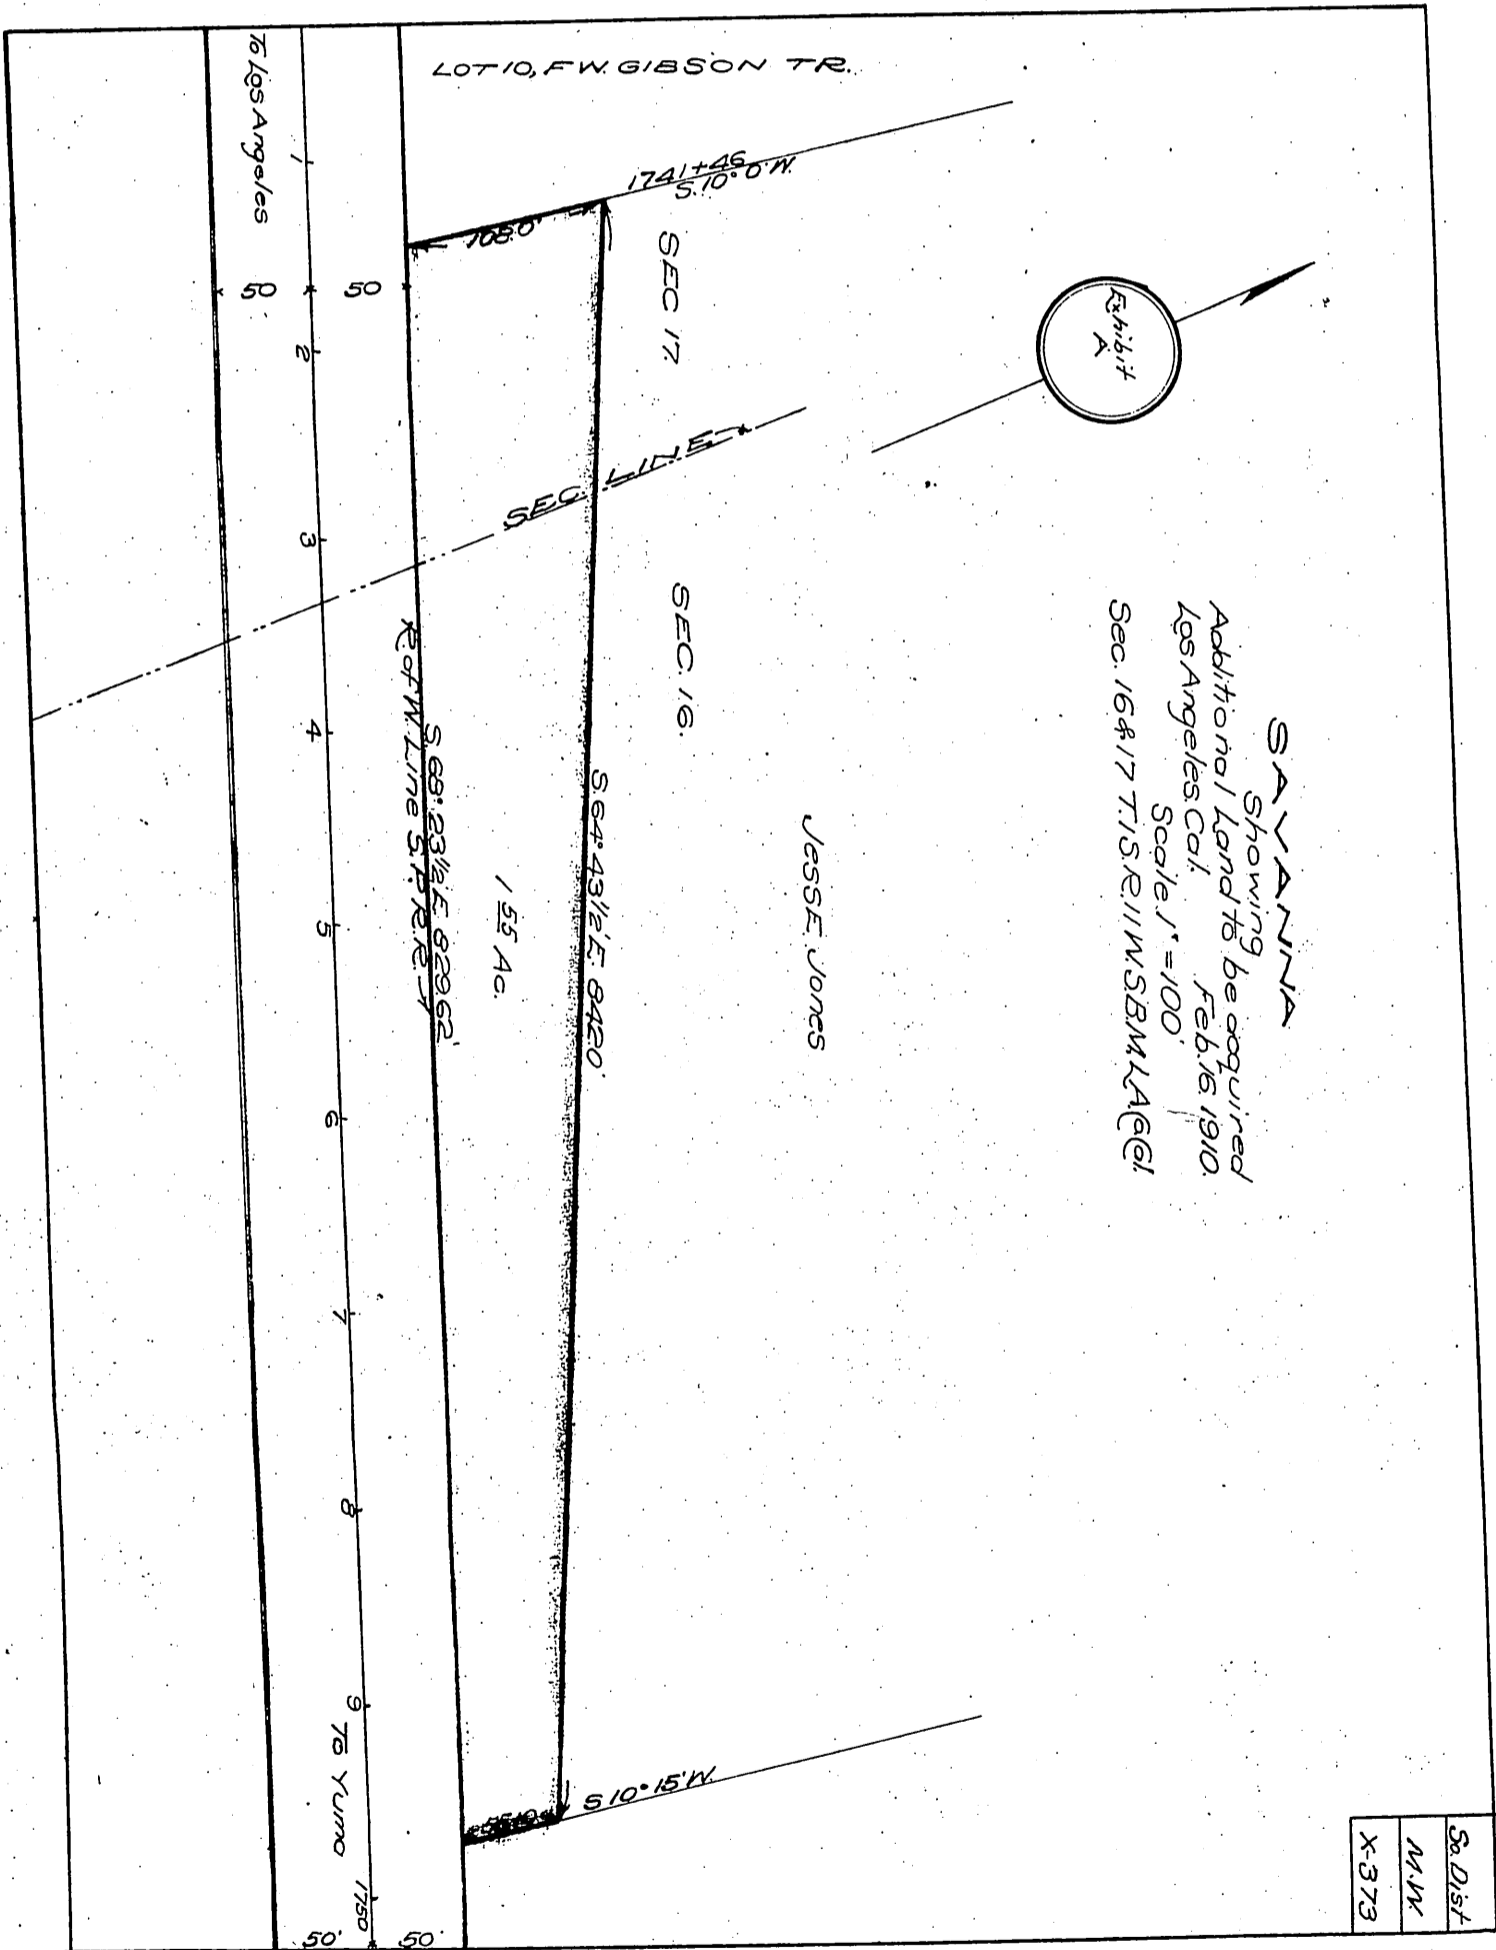 SAVANNA
Showing
Additional Land to be acquired
Los Angeles. Cal. Feb. 16. 1910.
Scale 1" = 100'
Sec. 16 & 17 T.1S.R.11W.S.B.M.
Exhibit
A
LOT 10, F.W. GIBSON TR.
1741+46
S. 10° 0' W.
108.0'
SEC 17.
SEC. LINE
SEC. 16.
Jesse Jones
S. 64° 43½' E. 842.0'
1 55 Ac.
S. 68° 23½' E. 829.62'
R. of W. Line S.P.R.R.
To Los Angeles
50
50
1
2
3
4
5
6
7
8
9
To Yuma
1750
50'
50'
S 10° 15' W.
So. Dist
M.W.
X-373